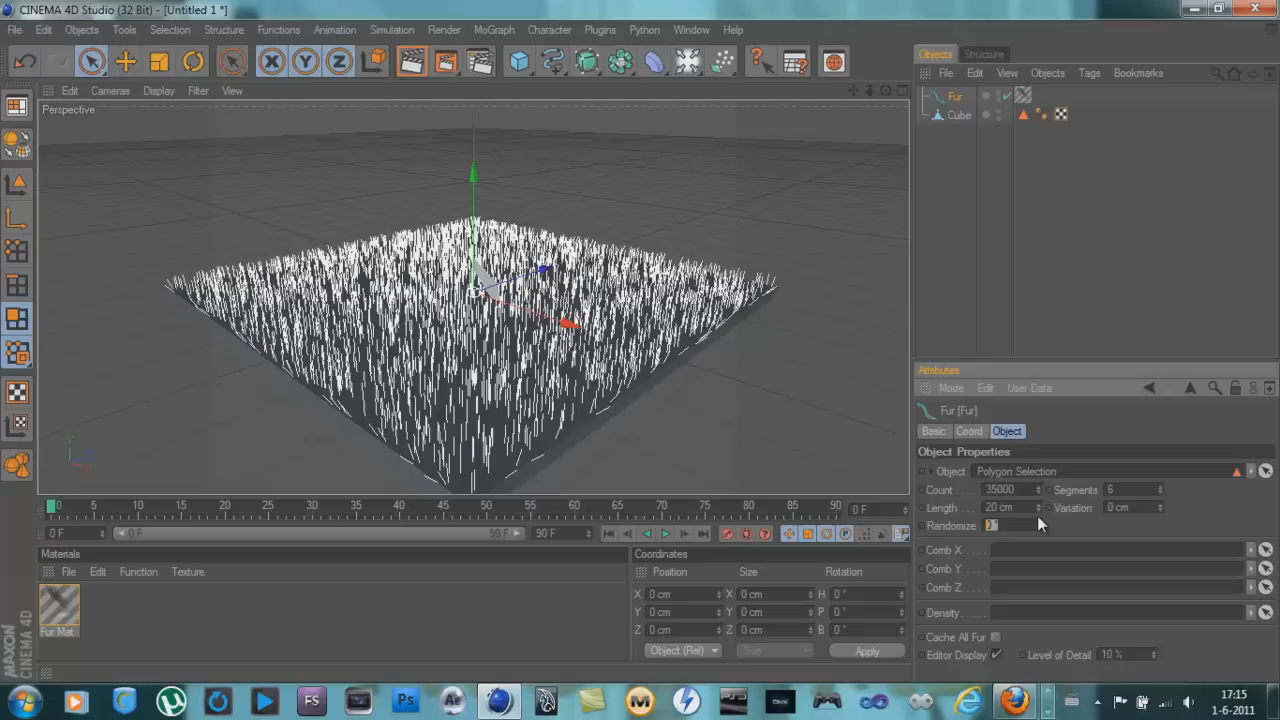 CINEMA 4D Studio (32 Bit) - [Untitled 1 *]
File Edit Objects Tools Selection Structure Functions Animation Simulation Render MoGraph Character Plugins Python Window Help
X Y Z
Objects Structure
File Edit View Objects Tags Bookmarks
Fur
Cube
Edit Cameras Display Filter View
Perspective
Y
Attributes
Mode Edit User Data
Fur [Fur]
Basic Coord Object
Object Properties
Object Polygon Selection
Count . . . . 35000 Segments 6
Length . . . 20 cm Variation 0 cm
Randomize
Comb X
Comb Y
Comb Z
Density
Cache All Fur
Editor Display Level of Detail 10 %
0 5 10 15 20 25 30 35 40 45 50 55 60 65 70 75 80 85 90 0 F
0 F 0 F 90 F 90 F
Materials
File Edit Function Texture
Fur Mat
Coordinates
Position Size Rotation
X 0 cm X 0 cm H 0 °
Y 0 cm Y 0 cm P 0 °
Z 0 cm Z 0 cm B 0 °
Object (Rel) Size Apply
MAXON
CINEMA 4D
FS Ps Ae
17:15
1-6-2011